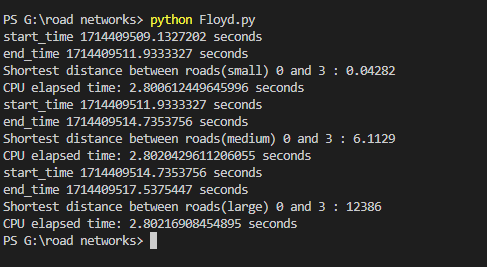 PS G:\road networks> python Floyd.py
start_time 1714409509.1327202 seconds
end_time 1714409511.9333327 seconds
Shortest distance between roads(small) 0 and 3 : 0.04282
CPU elapsed time: 2.800612449645996 seconds
start_time 1714409511.9333327 seconds
end_time 1714409514.7353756 seconds
Shortest distance between roads(medium) 0 and 3 : 6.1129
CPU elapsed time: 2.8020429611206055 seconds
start_time 1714409514.7353756 seconds
end_time 1714409517.5375447 seconds
Shortest distance between roads(large) 0 and 3 : 12386
CPU elapsed time: 2.80216908454895 seconds
PS G:\road networks>